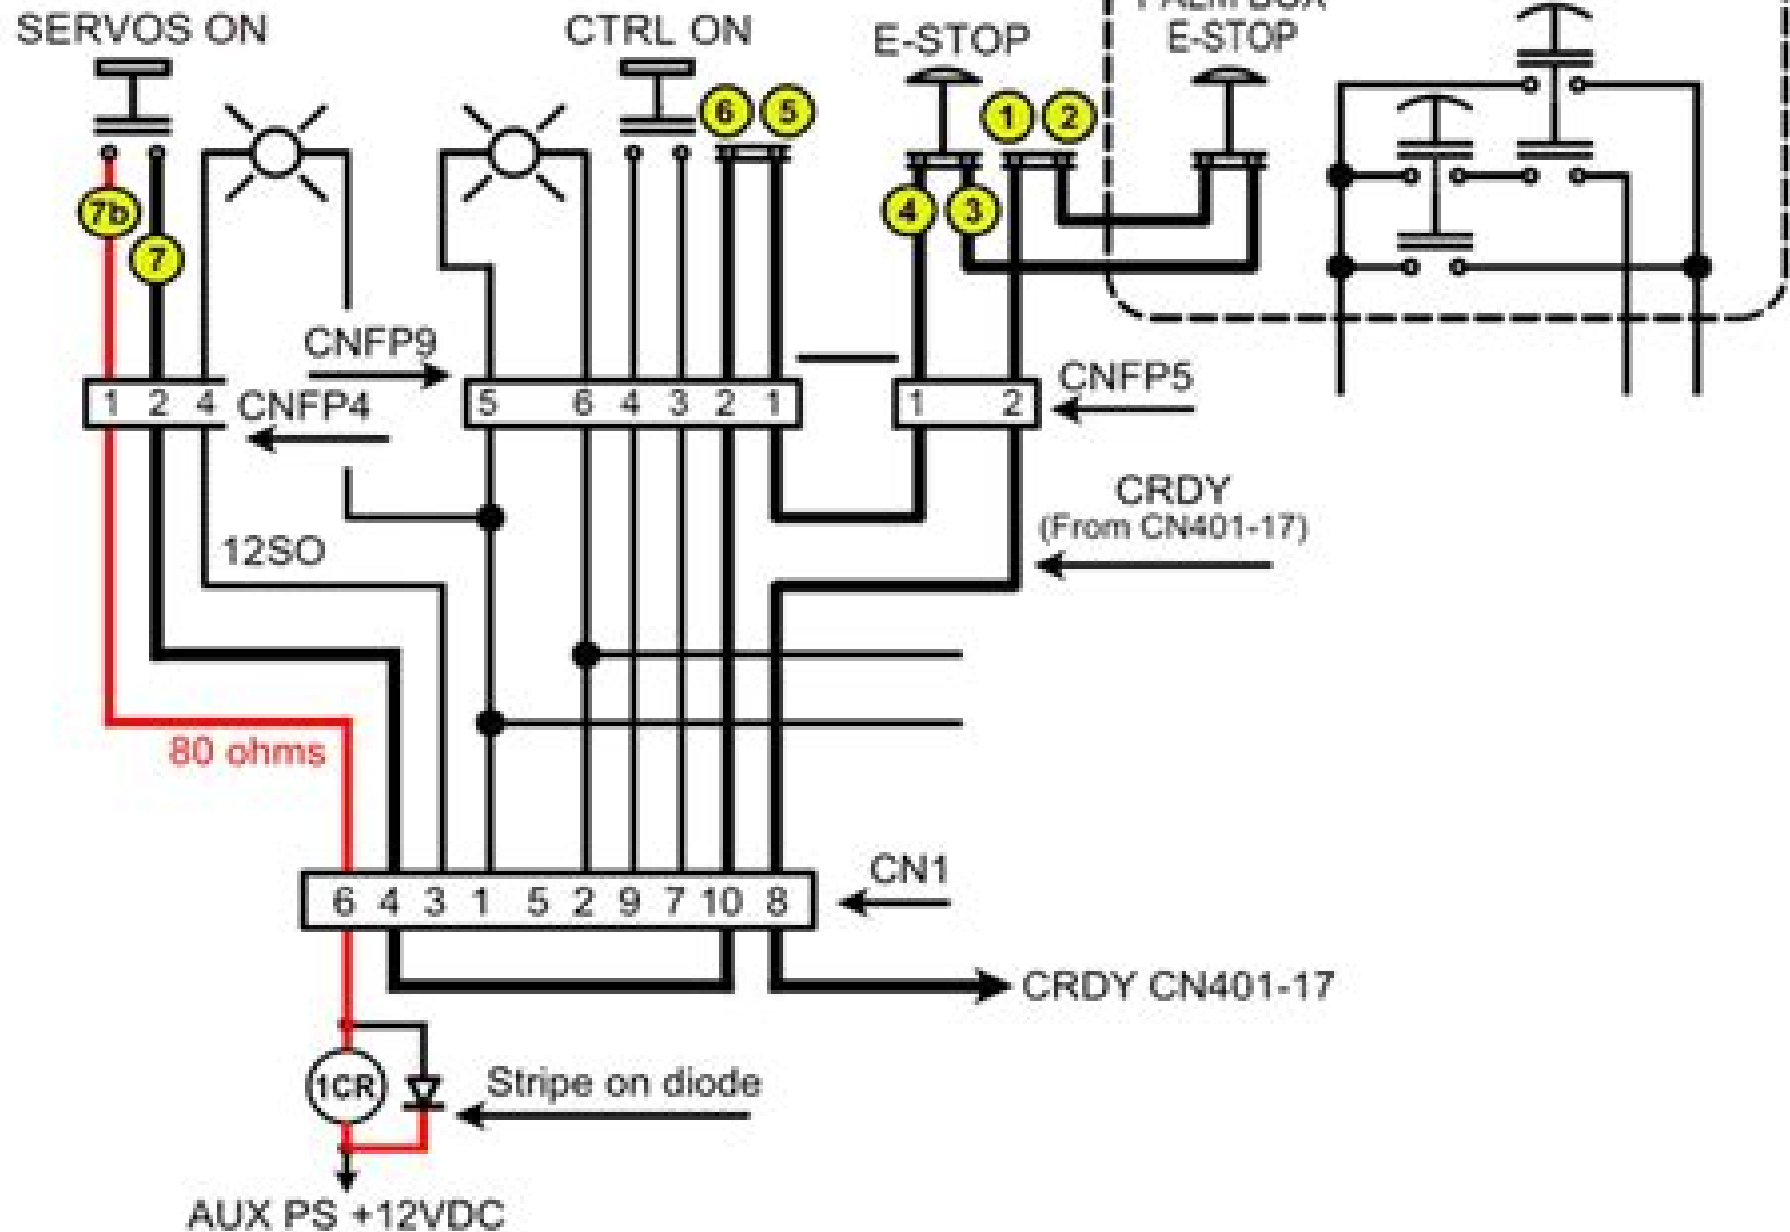 SERVOS ON
CTRL ON
E-STOP
PALM BOX
E-STOP
6 5
1 2
7b
4 3
7
CNFP9
CNFP5
1 2 4
CNFP4
5 6 4 3 2 1
1 2
CRDY
(From CN401-17)
12SO
80 ohms
CN1
6 4 3 1 5 2 9 7 10 8
CRDY CN401-17
1CR
Stripe on diode
AUX PS +12VDC